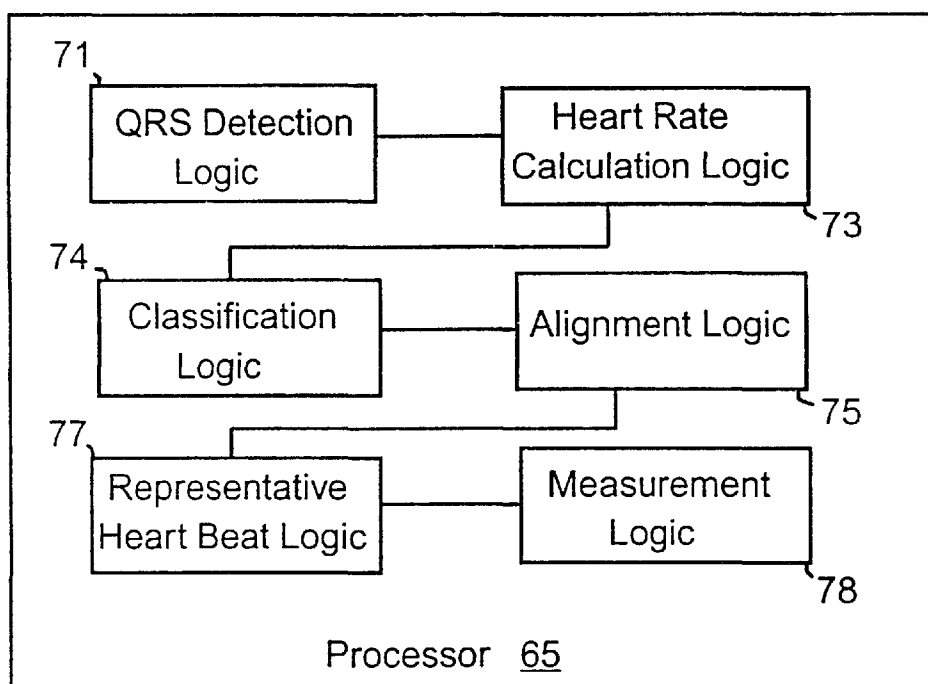 71
QRS Detection
Logic
Heart Rate
Calculation Logic
73
74
Classification
Logic
Alignment Logic
75
77
Representative
Heart Beat Logic
Measurement
Logic
78
Processor 65